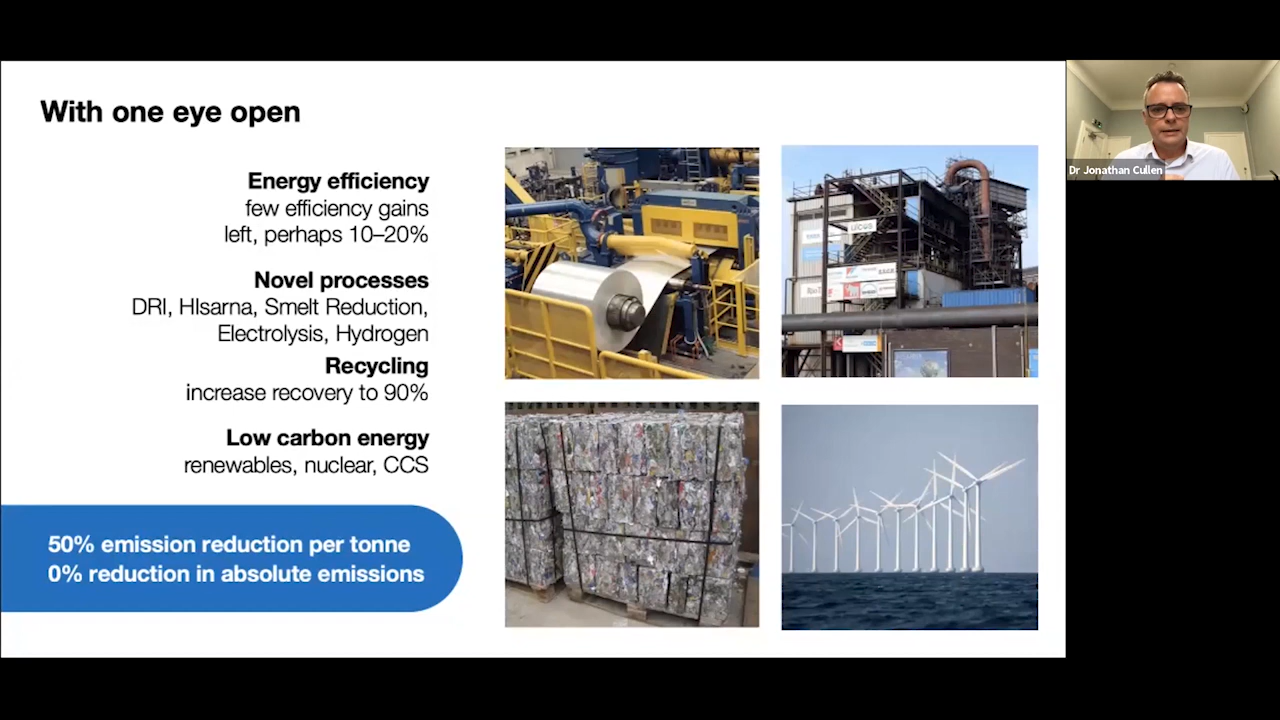 With one eye open
Energy efficiency
few efficiency gains
left, perhaps 10–20%
Novel processes
DRI, HIsarna, Smelt Reduction,
Electrolysis, Hydrogen
Recycling
increase recovery to 90%
Low carbon energy
renewables, nuclear, CCS
50% emission reduction per tonne
0% reduction in absolute emissions
Dr Jonathan Cullen